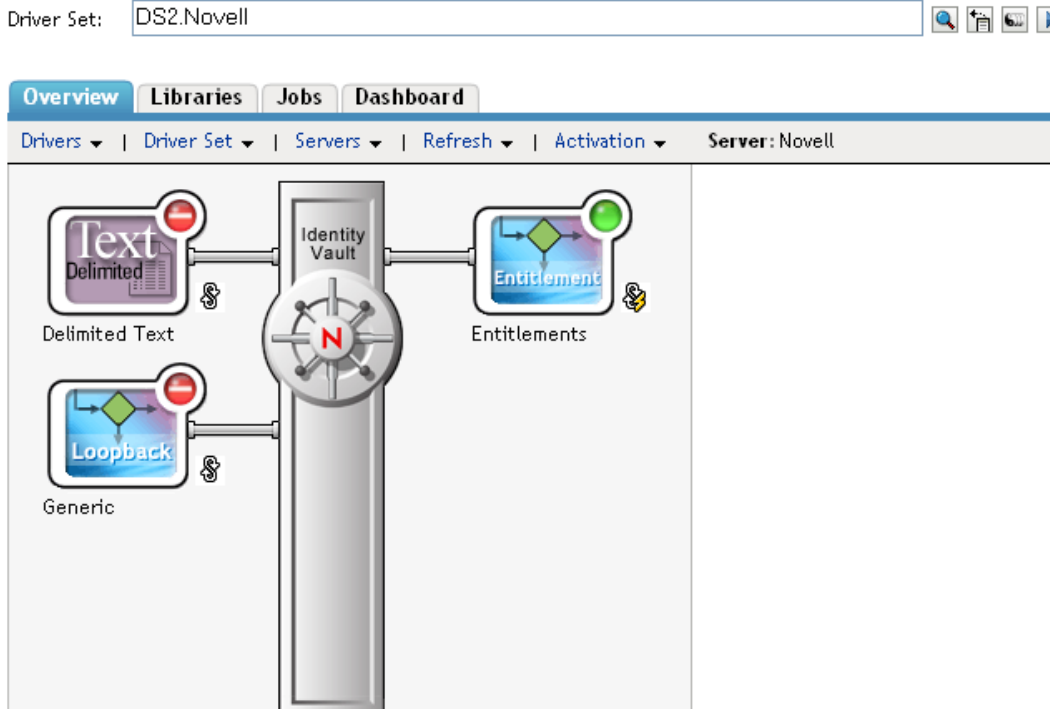 Driver Set: DS2.Novell
Overview Libraries Jobs Dashboard
Drivers | Driver Set | Servers | Refresh | Activation Server: Novell
Identity
Vault
Text
Delimited
Delimited Text
Entitlement
Entitlements
N
Loopback
Generic